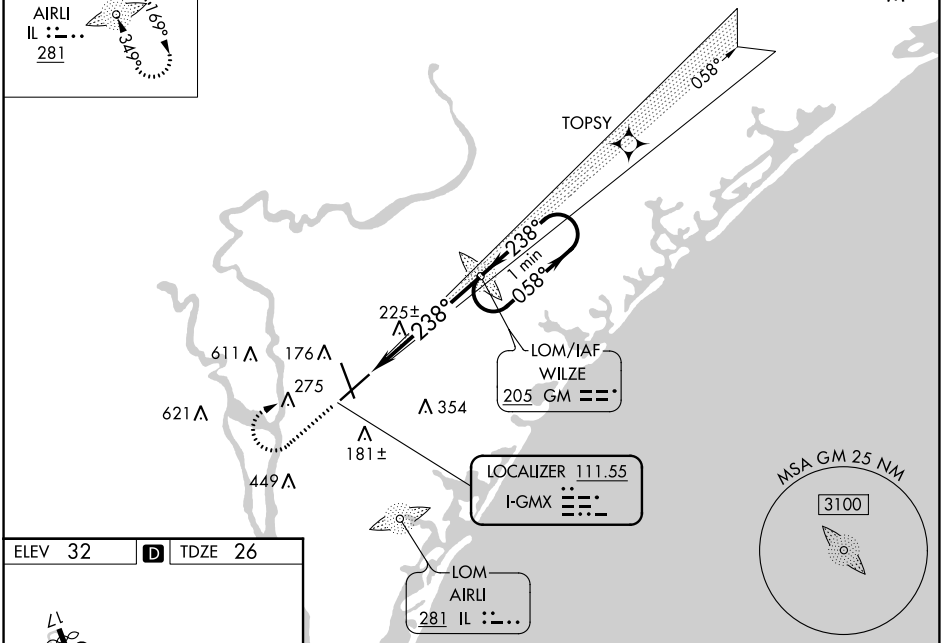 AIRLI
IL
281
169°
349°
058°
TOPSY
238°
1 min
058°
225±
238°
611
176
LOM/IAF
WILZE
205 GM
275
621
354
181±
449
LOCALIZER 111.55
I-GMX
MSA GM 25 NM
3100
ELEV 32 D TDZE 26
LOM
AIRLI
281 IL
17